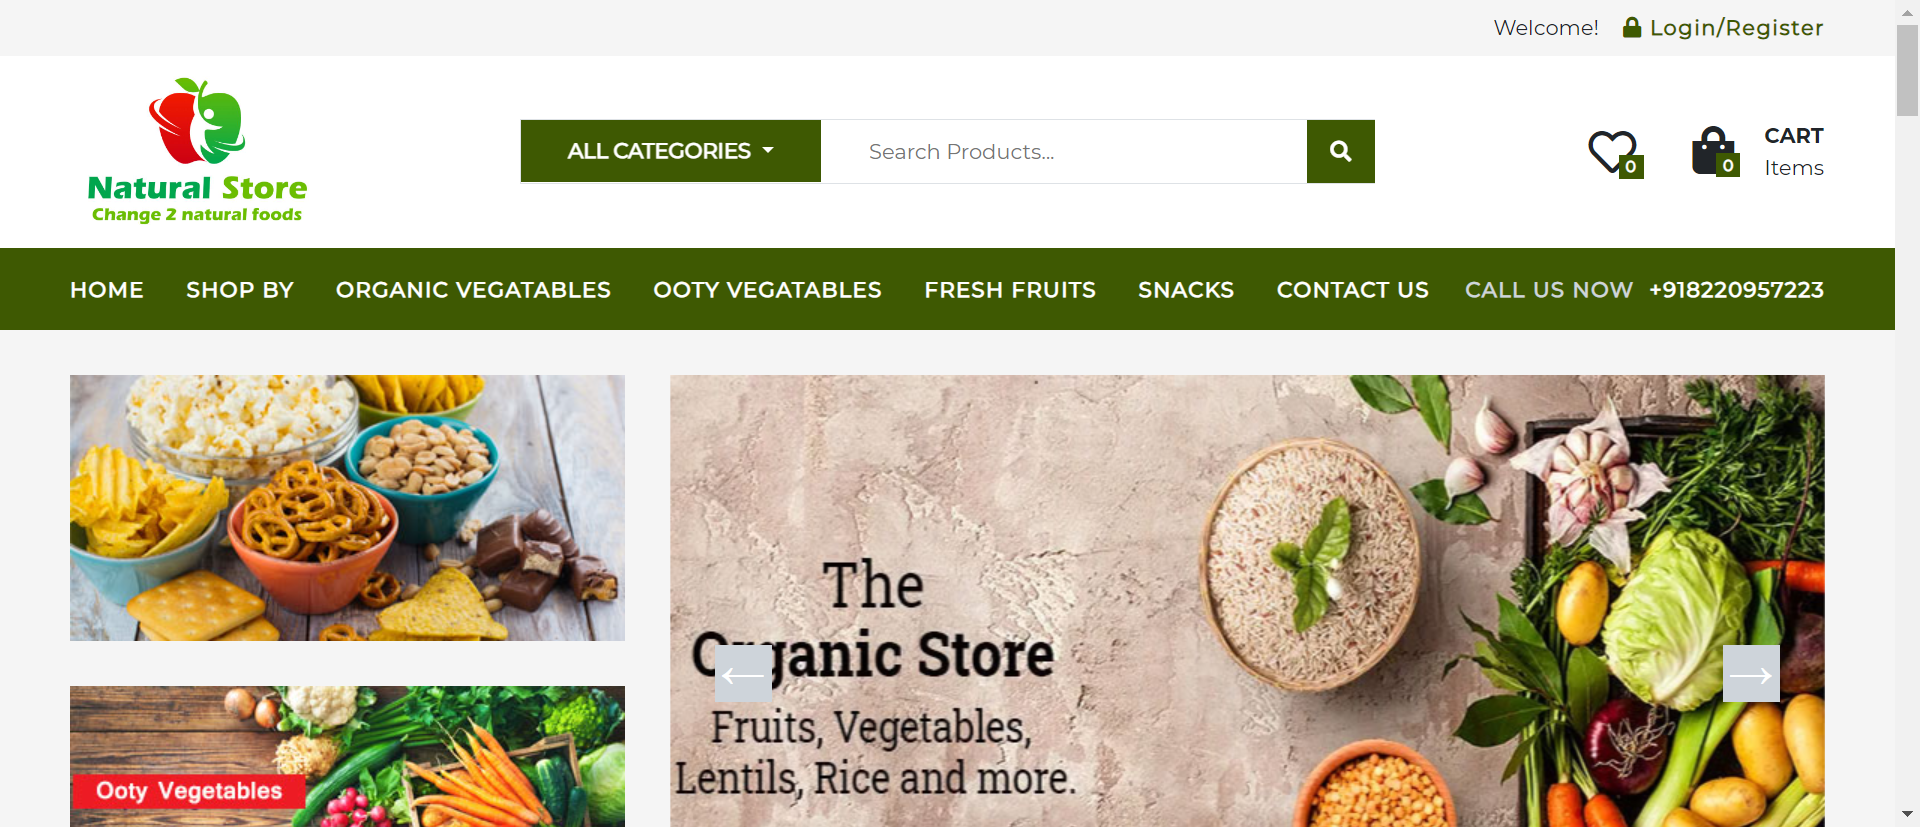 Welcome! Login/Register
Natural Store
Change 2 natural foods
ALL CATEGORIES
Search Products...
0
0
CART
Items
HOME SHOP BY ORGANIC VEGATABLES OOTY VEGATABLES FRESH FRUITS SNACKS CONTACT US CALL US NOW +918220957223
The
Organic Store
Fruits, Vegetables,
Lentils, Rice and more.
Ooty Vegetables